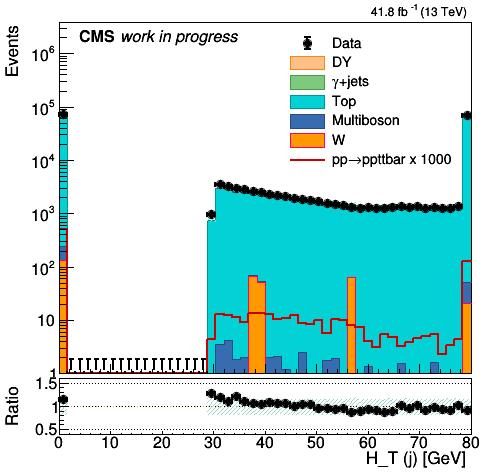 41.8 fb⁻¹ (13 TeV)
CMS work in progress
Events
Data
DY
γ+jets
Top
Multiboson
W
pp→ppttbar x 1000
10⁶
10⁵
10⁴
10³
10²
10
1
Ratio
1.5
1
0.5
0 10 20 30 40 50 60 70 80
H_T (j) [GeV]